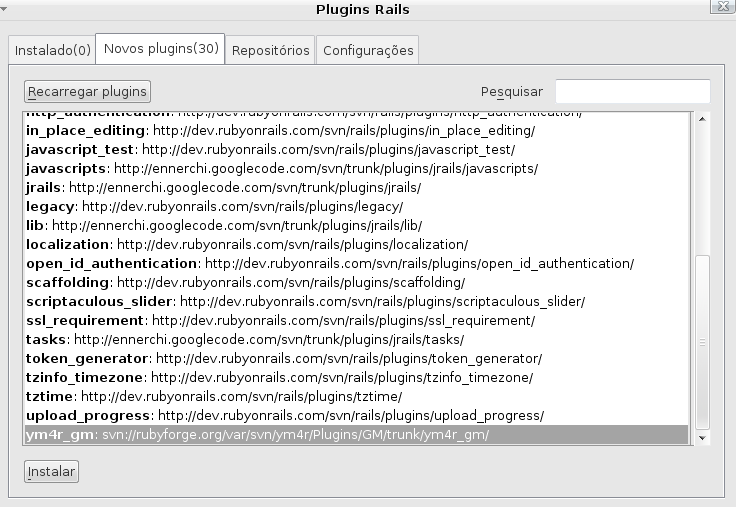 Plugins Rails
Instalado(0) Novos plugins(30) Repositórios Configurações
Recarregar plugins Pesquisar
http_authentication: http://dev.rubyonrails.com/svn/rails/plugins/http_authentication/
in_place_editing: http://dev.rubyonrails.com/svn/rails/plugins/in_place_editing/
javascript_test: http://dev.rubyonrails.com/svn/rails/plugins/javascript_test/
javascripts: http://ennerchi.googlecode.com/svn/trunk/plugins/jrails/javascripts/
jrails: http://ennerchi.googlecode.com/svn/trunk/plugins/jrails/
legacy: http://dev.rubyonrails.com/svn/rails/plugins/legacy/
lib: http://ennerchi.googlecode.com/svn/trunk/plugins/jrails/lib/
localization: http://dev.rubyonrails.com/svn/rails/plugins/localization/
open_id_authentication: http://dev.rubyonrails.com/svn/rails/plugins/open_id_authentication/
scaffolding: http://dev.rubyonrails.com/svn/rails/plugins/scaffolding/
scriptaculous_slider: http://dev.rubyonrails.com/svn/rails/plugins/scriptaculous_slider/
ssl_requirement: http://dev.rubyonrails.com/svn/rails/plugins/ssl_requirement/
tasks: http://ennerchi.googlecode.com/svn/trunk/plugins/jrails/tasks/
token_generator: http://dev.rubyonrails.com/svn/rails/plugins/token_generator/
tzinfo_timezone: http://dev.rubyonrails.com/svn/rails/plugins/tzinfo_timezone/
tztime: http://dev.rubyonrails.com/svn/rails/plugins/tztime/
upload_progress: http://dev.rubyonrails.com/svn/rails/plugins/upload_progress/
ym4r_gm: svn://rubyforge.org/var/svn/ym4r/Plugins/GM/trunk/ym4r_gm/
Instalar